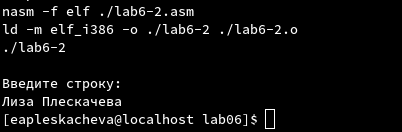 nasm -f elf ./lab6-2.asm
ld -m elf_i386 -o ./lab6-2 ./lab6-2.o
./lab6-2
Введите строку:
Лиза Плескачева
[eapleskacheva@localhost lab06]$